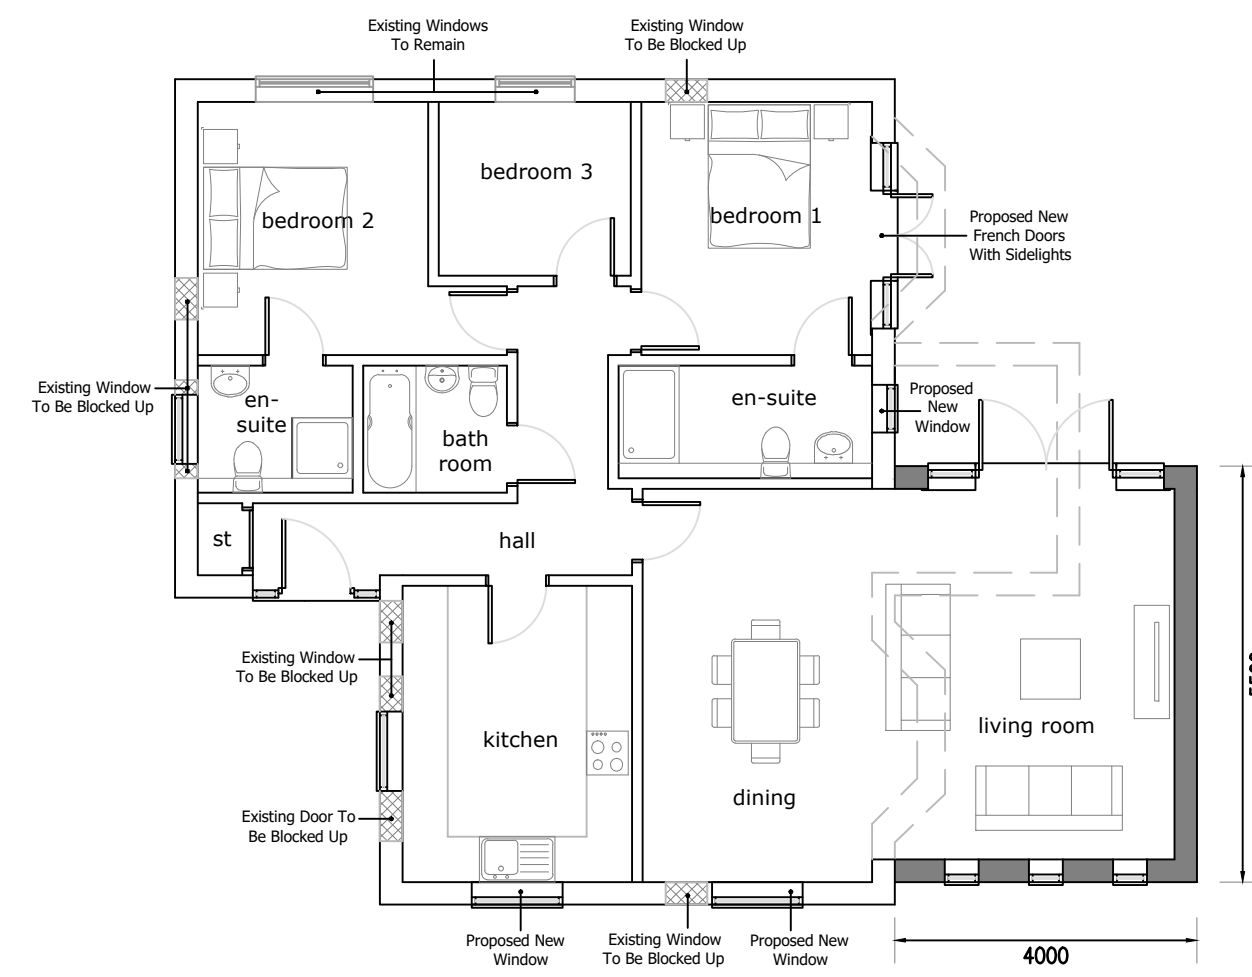 Existing Windows
To Remain
Existing Window
To Be Blocked Up
bedroom 3
bedroom 2
bedroom 1
Proposed New
French Doors
With Sidelights
Existing Window
To Be Blocked Up
en-
suite
bath
room
en-suite
Proposed
New
Window
st
hall
Existing Window
To Be Blocked Up
kitchen
living room
dining
Existing Door To
Be Blocked Up
Proposed New
Window
Existing Window
To Be Blocked Up
Proposed New
Window
4000